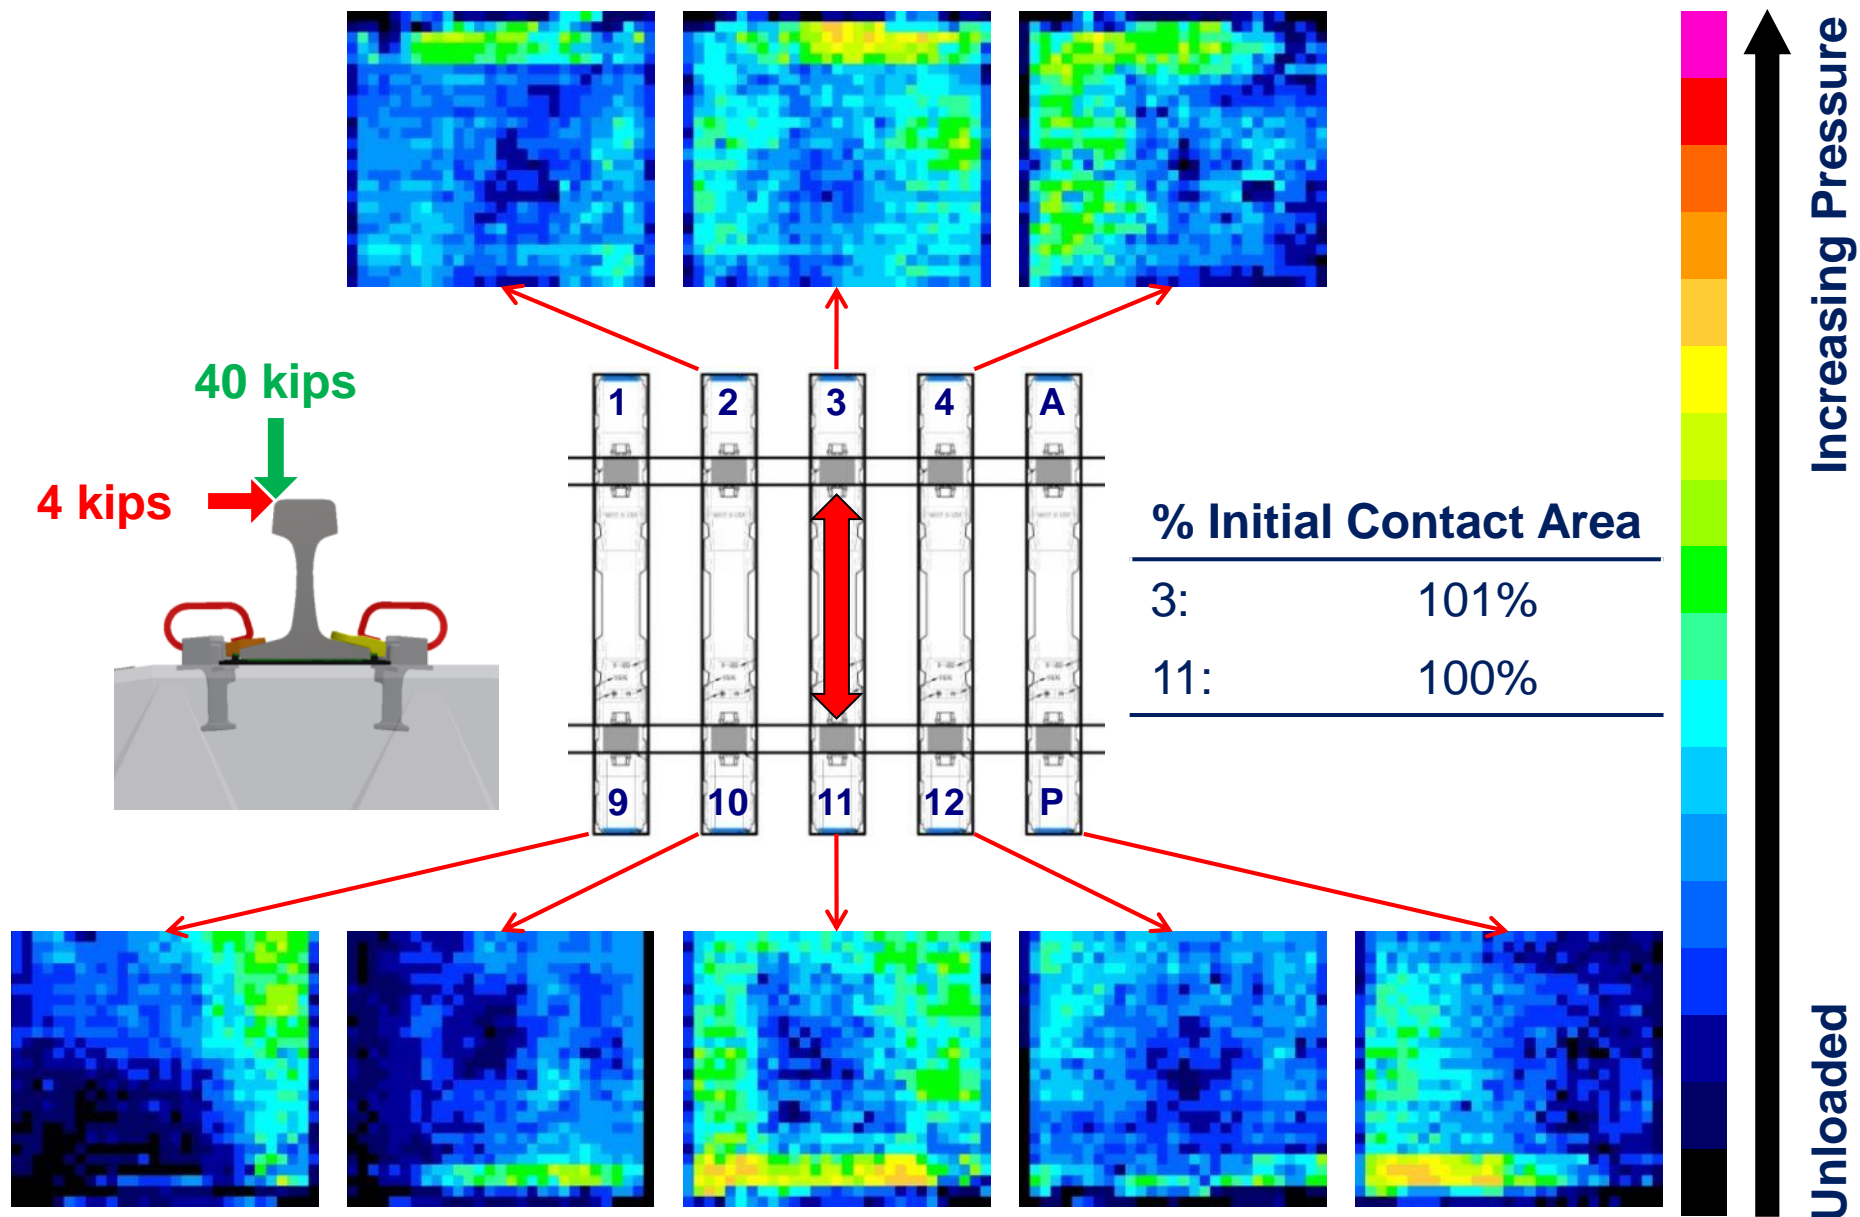 40 kips
4 kips
1 2 3 4 A
9 10 11 12 P
% Initial Contact Area
3: 101%
11: 100%
Increasing Pressure
Unloaded